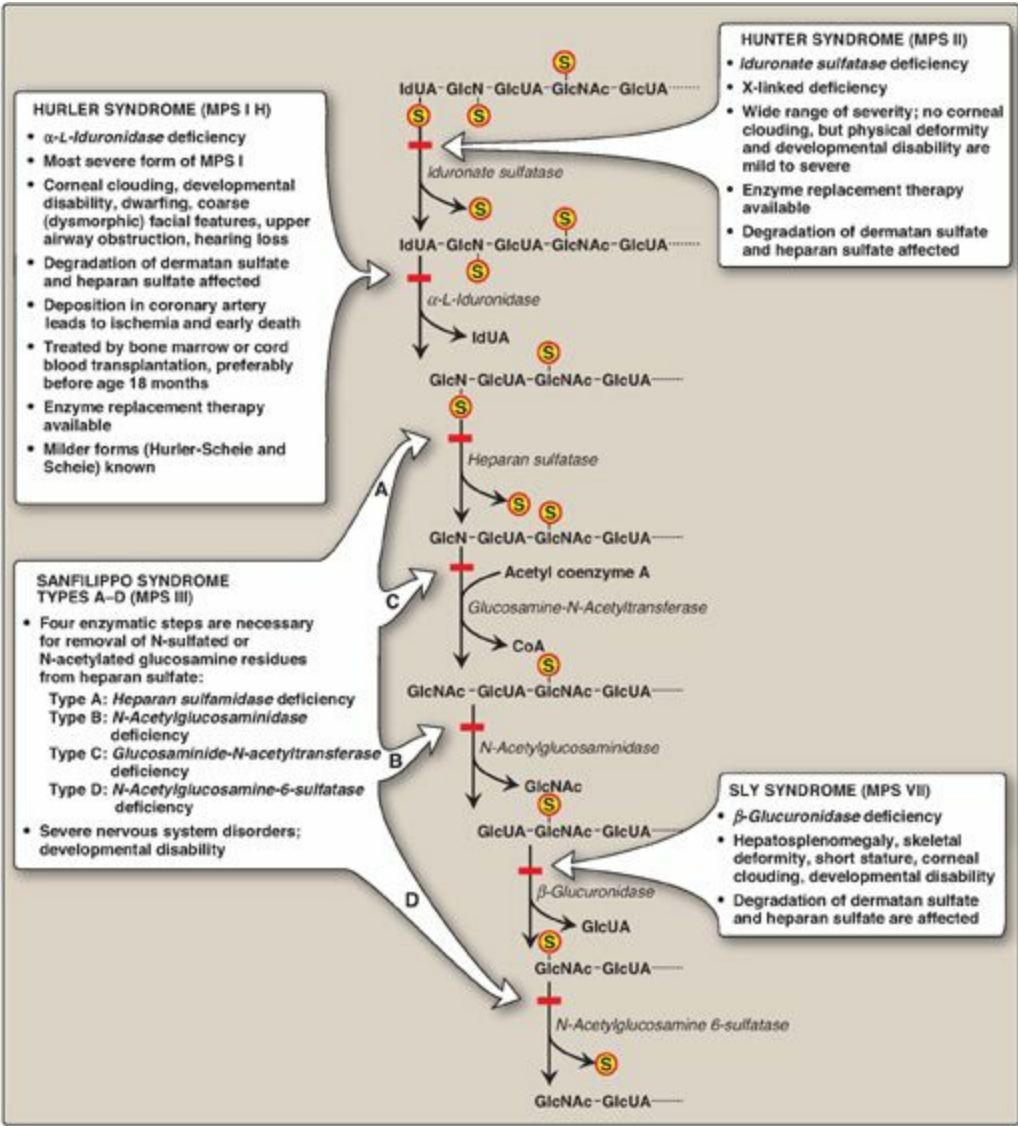 HUNTER SYNDROME (MPS II)
• Iduronate sulfatase deficiency
• X-linked deficiency
• Wide range of severity; no corneal
clouding, but physical deformity
and developmental disability are
mild to severe
• Enzyme replacement therapy
available
• Degradation of dermatan sulfate
and heparan sulfate affected
HURLER SYNDROME (MPS I H)
• α-L-Iduronidase deficiency
• Most severe form of MPS I
• Corneal clouding, developmental
disability, dwarfing, coarse
(dysmorphic) facial features, upper
airway obstruction, hearing loss
• Degradation of dermatan sulfate
and heparan sulfate affected
• Deposition in coronary artery
leads to ischemia and early death
• Treated by bone marrow or cord
blood transplantation, preferably
before age 18 months
• Enzyme replacement therapy
available
• Milder forms (Hurler-Scheie and
Scheie) known
S
IdUA-GlcN-GlcUA-GlcNAc-GlcUA
S S
Iduronate sulfatase
S
S
IdUA-GlcN-GlcUA-GlcNAc-GlcUA
S
α-L-Iduronidase
IdUA
S
GlcN-GlcUA-GlcNAc-GlcUA
S
Heparan sulfatase
A
S
S
GlcN-GlcUA-GlcNAc-GlcUA
Acetyl coenzyme A
C
Glucosamine-N-Acetyltransferase
CoA
S
GlcNAc-GlcUA-GlcNAc-GlcUA
SANFILIPPO SYNDROME
TYPES A–D (MPS III)
• Four enzymatic steps are necessary
for removal of N-sulfated or
N-acetylated glucosamine residues
from heparan sulfate:
Type A: Heparan sulfamidase deficiency
Type B: N-Acetylglucosaminidase
deficiency
Type C: Glucosaminide-N-acetyltransferase
deficiency
Type D: N-Acetylglucosamine-6-sulfatase
deficiency
• Severe nervous system disorders;
developmental disability
B
N-Acetylglucosaminidase
GlcNAc
S
GlcUA-GlcNAc-GlcUA
SLY SYNDROME (MPS VII)
• β-Glucuronidase deficiency
• Hepatosplenomegaly, skeletal
deformity, short stature, corneal
clouding, developmental disability
• Degradation of dermatan sulfate
and heparan sulfate are affected
β-Glucuronidase
D
GlcUA
S
GlcNAc-GlcUA
N-Acetylglucosamine 6-sulfatase
S
GlcNAc-GlcUA